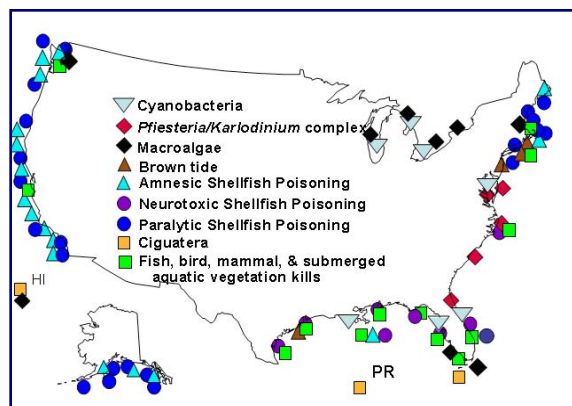 Cyanobacteria
Pfiesteria/Karlodinium complex
Macroalgae
Brown tide
Amnesic Shellfish Poisoning
Neurotoxic Shellfish Poisoning
Paralytic Shellfish Poisoning
Ciguatera
Fish, bird, mammal, & submerged
aquatic vegetation kills
HI
PR